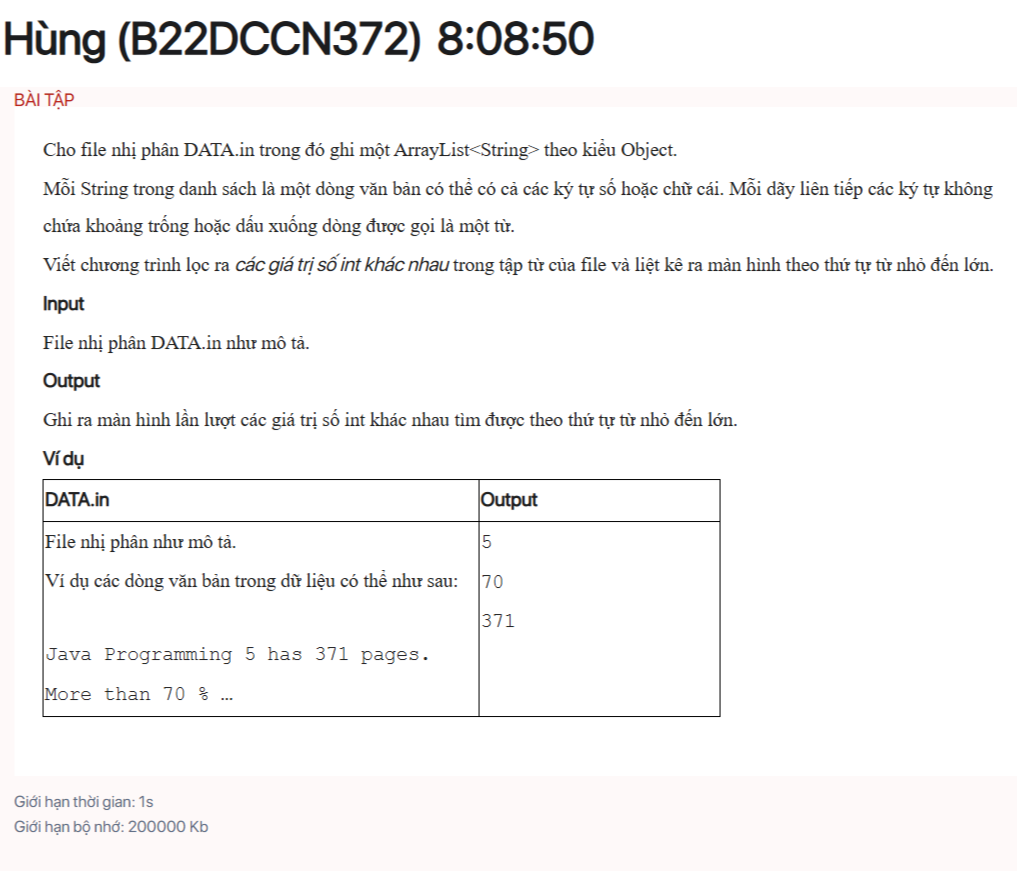 Hùng (B22DCCN372) 8:08:50
BÀI TẬP
Cho file nhị phân DATA.in trong đó ghi một ArrayList<String> theo kiểu Object.
Mỗi String trong danh sách là một dòng văn bản có thể có cả các ký tự số hoặc chữ cái. Mỗi dãy liên tiếp các ký tự không
chứa khoảng trống hoặc dấu xuống dòng được gọi là một từ.
Viết chương trình lọc ra các giá trị số int khác nhau trong tập từ của file và liệt kê ra màn hình theo thứ tự từ nhỏ đến lớn.
Input
File nhị phân DATA.in như mô tả.
Output
Ghi ra màn hình lần lượt các giá trị số int khác nhau tìm được theo thứ tự từ nhỏ đến lớn.
Ví dụ
DATA.in Output
File nhị phân như mô tả. 5
Ví dụ các dòng văn bản trong dữ liệu có thể như sau: 70
371
Java Programming 5 has 371 pages.
More than 70 % …
Giới hạn thời gian: 1s
Giới hạn bộ nhớ: 200000 Kb